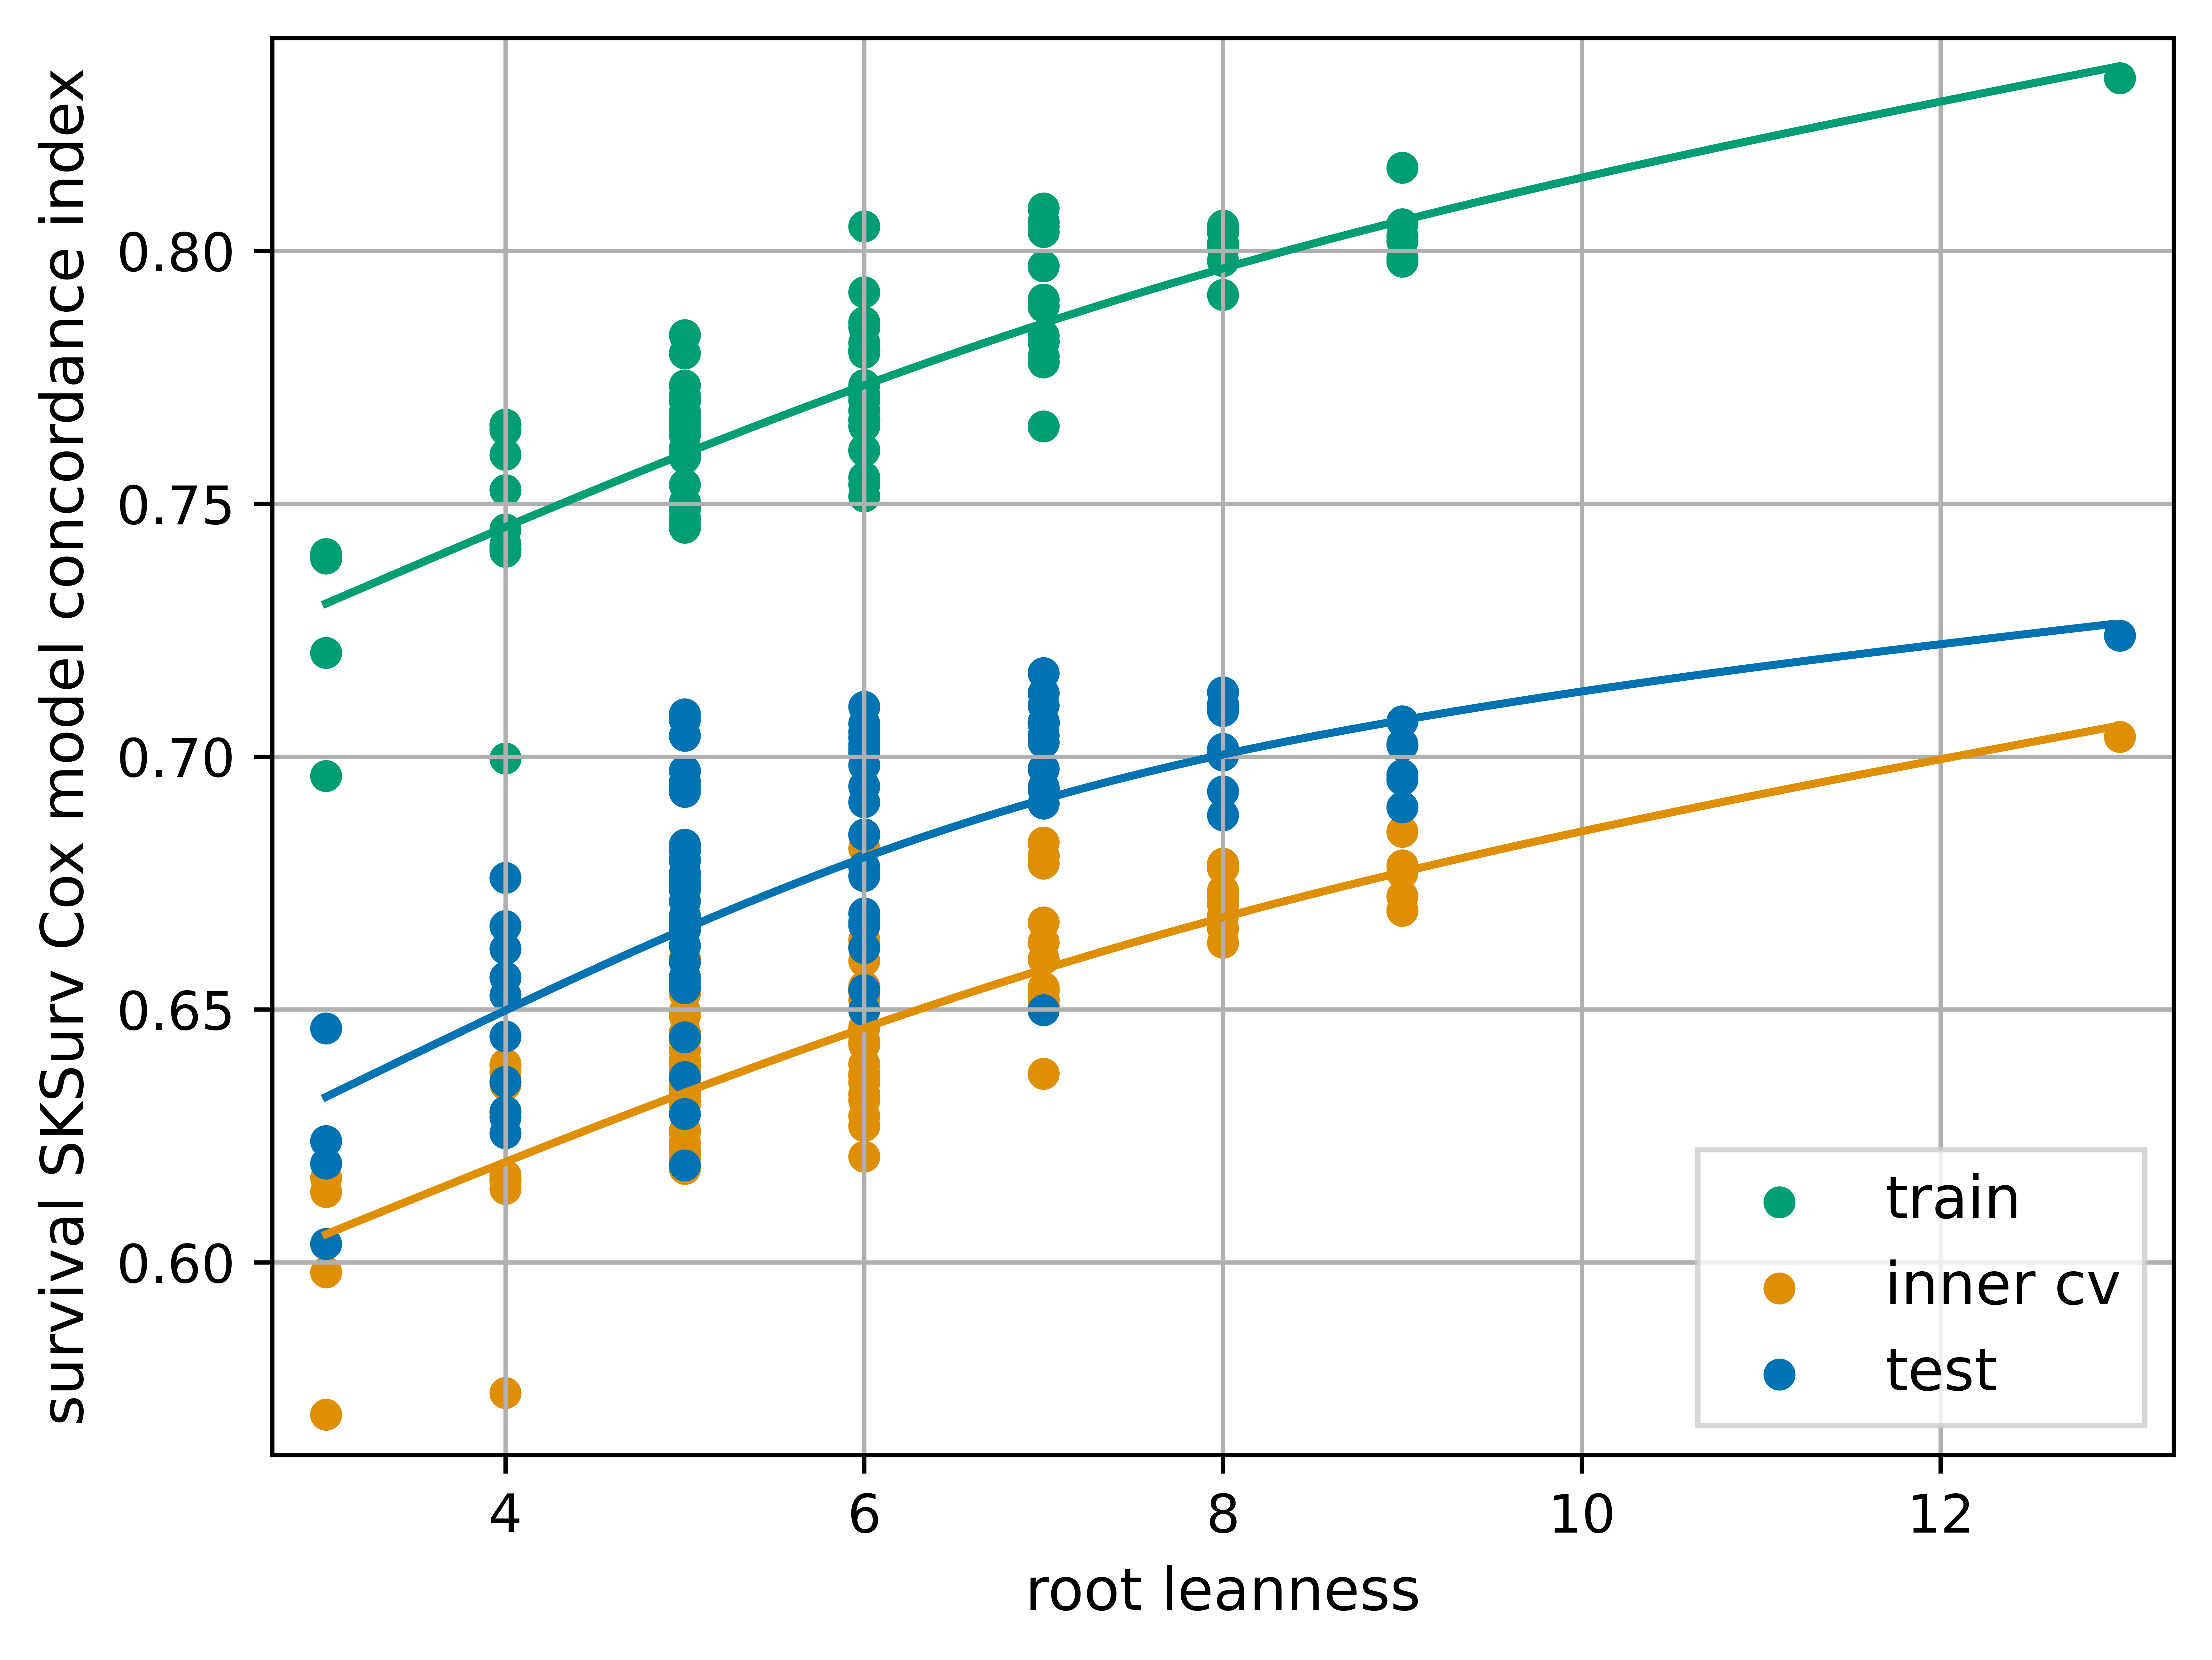 survival SKSurv Cox model concordance index
0.80
0.75
0.70
0.65
0.60
4 6 8 10 12
root leanness
train
inner cv
test